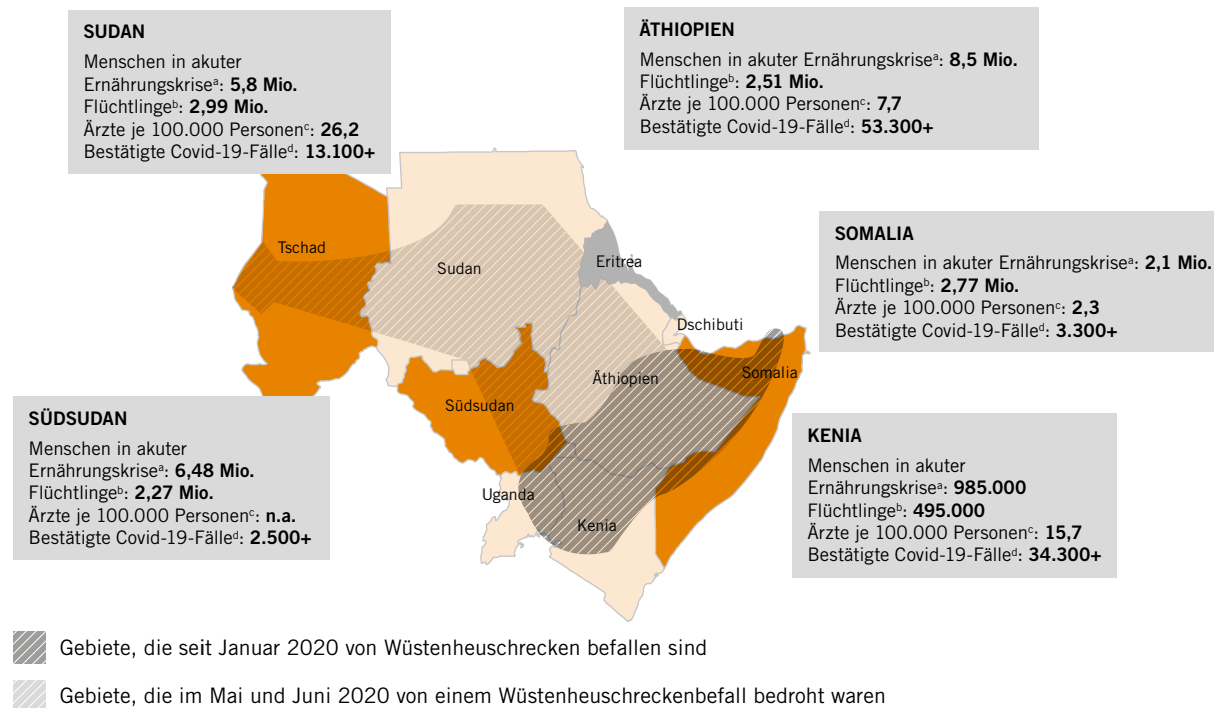 SUDAN
Menschen in akuter
Ernährungskriseᵃ: 5,8 Mio.
Flüchtlingeᵇ: 2,99 Mio.
Ärzte je 100.000 Personenᶜ: 26,2
Bestätigte Covid-19-Fälleᵈ: 13.100+
ÄTHIOPIEN
Menschen in akuter Ernährungskriseᵃ: 8,5 Mio.
Flüchtlingeᵇ: 2,51 Mio.
Ärzte je 100.000 Personenᶜ: 7,7
Bestätigte Covid-19-Fälleᵈ: 53.300+
SOMALIA
Menschen in akuter Ernährungskriseᵃ: 2,1 Mio.
Flüchtlingeᵇ: 2,77 Mio.
Ärzte je 100.000 Personenᶜ: 2,3
Bestätigte Covid-19-Fälleᵈ: 3.300+
Tschad
Sudan
Eritrea
Dschibuti
Äthiopien
Somalia
Südsudan
Uganda
Kenia
SÜDSUDAN
Menschen in akuter
Ernährungskriseᵃ: 6,48 Mio.
Flüchtlingeᵇ: 2,27 Mio.
Ärzte je 100.000 Personenᶜ: n.a.
Bestätigte Covid-19-Fälleᵈ: 2.500+
KENIA
Menschen in akuter
Ernährungskriseᵃ: 985.000
Flüchtlingeᵇ: 495.000
Ärzte je 100.000 Personenᶜ: 15,7
Bestätigte Covid-19-Fälleᵈ: 34.300+
Gebiete, die seit Januar 2020 von Wüstenheuschrecken befallen sind
Gebiete, die im Mai und Juni 2020 von einem Wüstenheuschreckenbefall bedroht waren